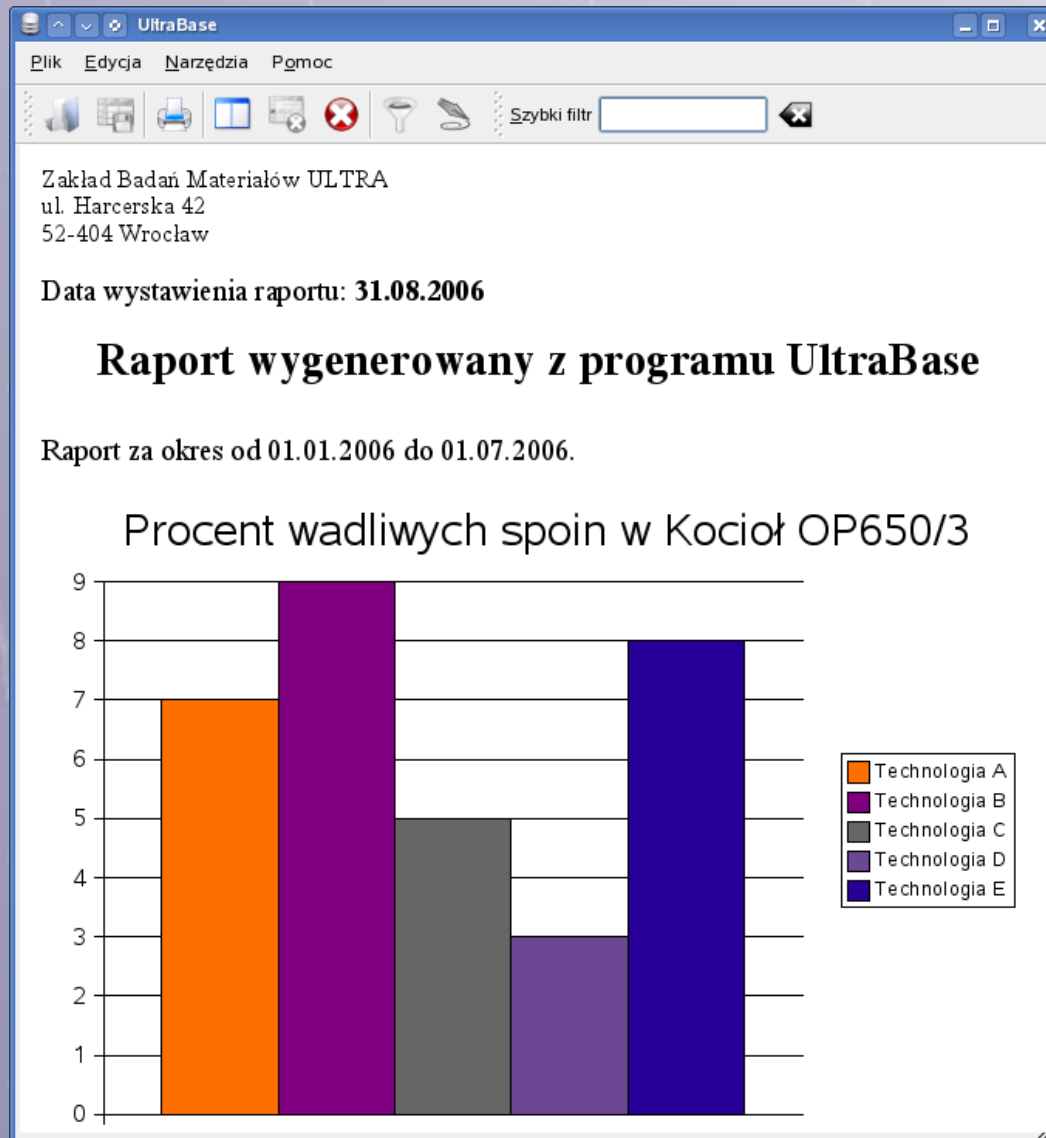 UltraBase
Plik Edycja Narzędzia Pomoc
Szybki filtr
Zakład Badań Materiałów ULTRA
ul. Harcerska 42
52-404 Wrocław
Data wystawienia raportu: 31.08.2006
Raport wygenerowany z programu UltraBase
Raport za okres od 01.01.2006 do 01.07.2006.
Procent wadliwych spoin w Kocioł OP650/3
9
8
7
6
5
4
3
2
1
0
Technologia A
Technologia B
Technologia C
Technologia D
Technologia E